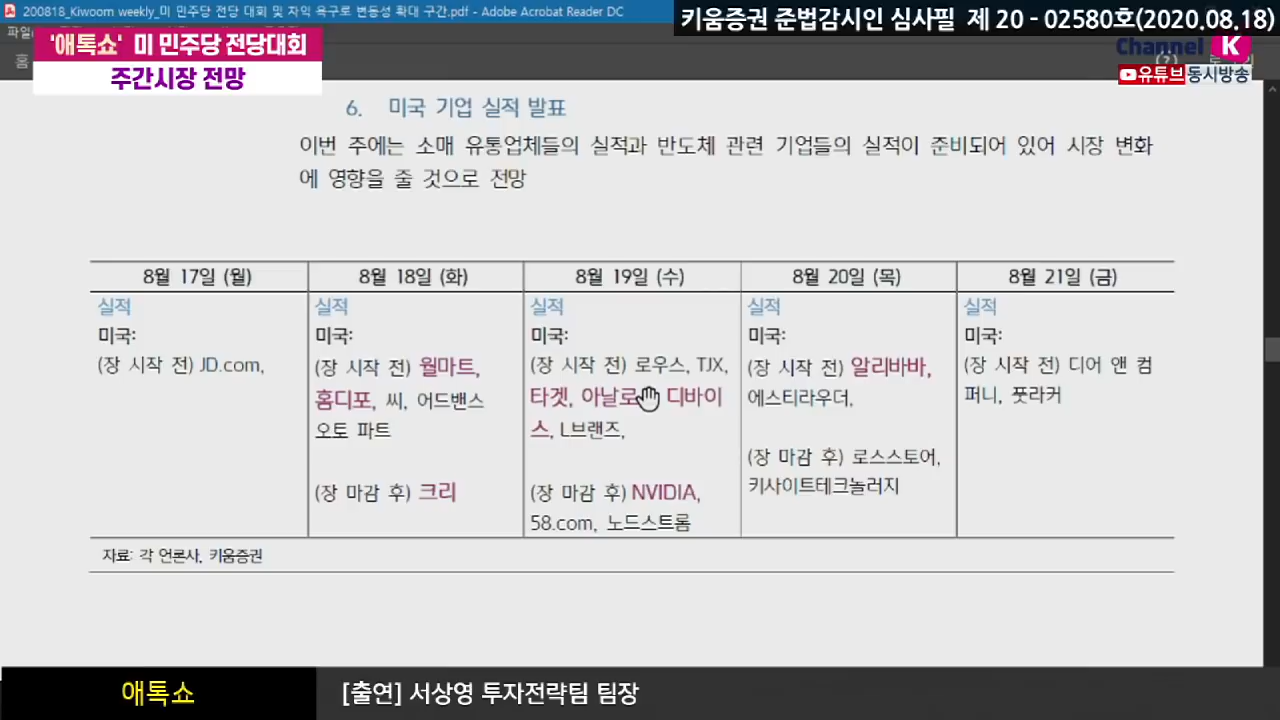 200818_Kiwoom weekly_미 민주당 전당 대회 및 차익 욕구로 변동성 확대 구간.pdf - Adobe Acrobat Reader DC
키움증권 준법감시인 심사필 제 20 - 02580호(2020.08.18)
'애톡쇼' 미 민주당 전당대회
주간시장 전망
홈
Channel K
유튜브 동시방송
6. 미국 기업 실적 발표
이번 주에는 소매 유통업체들의 실적과 반도체 관련 기업들의 실적이 준비되어 있어 시장 변화
에 영향을 줄 것으로 전망
8월 17일 (월) 8월 18일 (화) 8월 19일 (수) 8월 20일 (목) 8월 21일 (금)
실적
미국:
(장 시작 전) JD.com,
실적
미국:
(장 시작 전) 월마트,
홈디포, 씨, 어드밴스
오토 파트
(장 마감 후) 크리
실적
미국:
(장 시작 전) 로우스, TJX,
타겟, 아날로 디바이
스, L브랜즈,
(장 마감 후) NVIDIA,
58.com, 노드스트롬
실적
미국:
(장 시작 전) 알리바바,
에스티라우더,
(장 마감 후) 로스스토어,
키사이트테크놀러지
실적
미국:
(장 시작 전) 디어 앤 컴
퍼니, 풋라커
자료: 각 언론사, 키움증권
애톡쇼
[출연] 서상영 투자전략팀 팀장